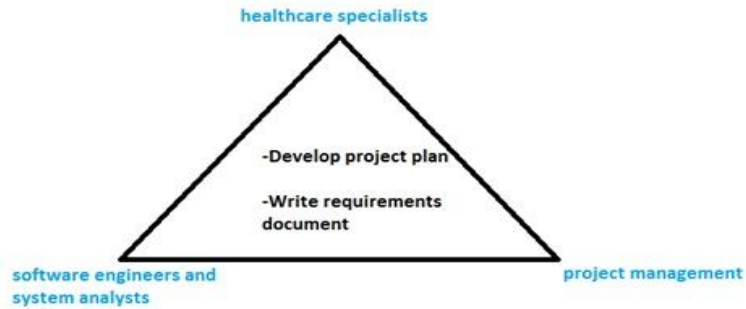 healthcare specialists
-Develop project plan
-Write requirements
document
software engineers and
system analysts
project management